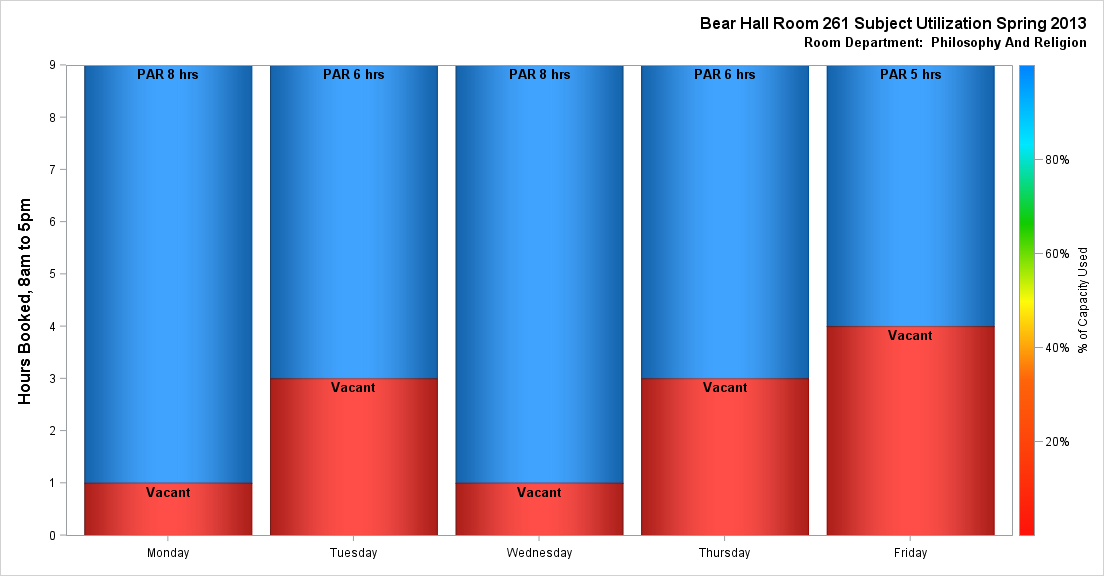 Bear Hall Room 261 Subject Utilization Spring 2013
Room Department:  Philosophy And Religion
Hours Booked, 8am to 5pm
9
8
7
6
5
4
3
2
1
0
PAR 8 hrs
PAR 6 hrs
PAR 8 hrs
PAR 6 hrs
PAR 5 hrs
Vacant
Vacant
Vacant
Vacant
Vacant
Monday
Tuesday
Wednesday
Thursday
Friday
80%
60%
40%
20%
% of Capacity Used